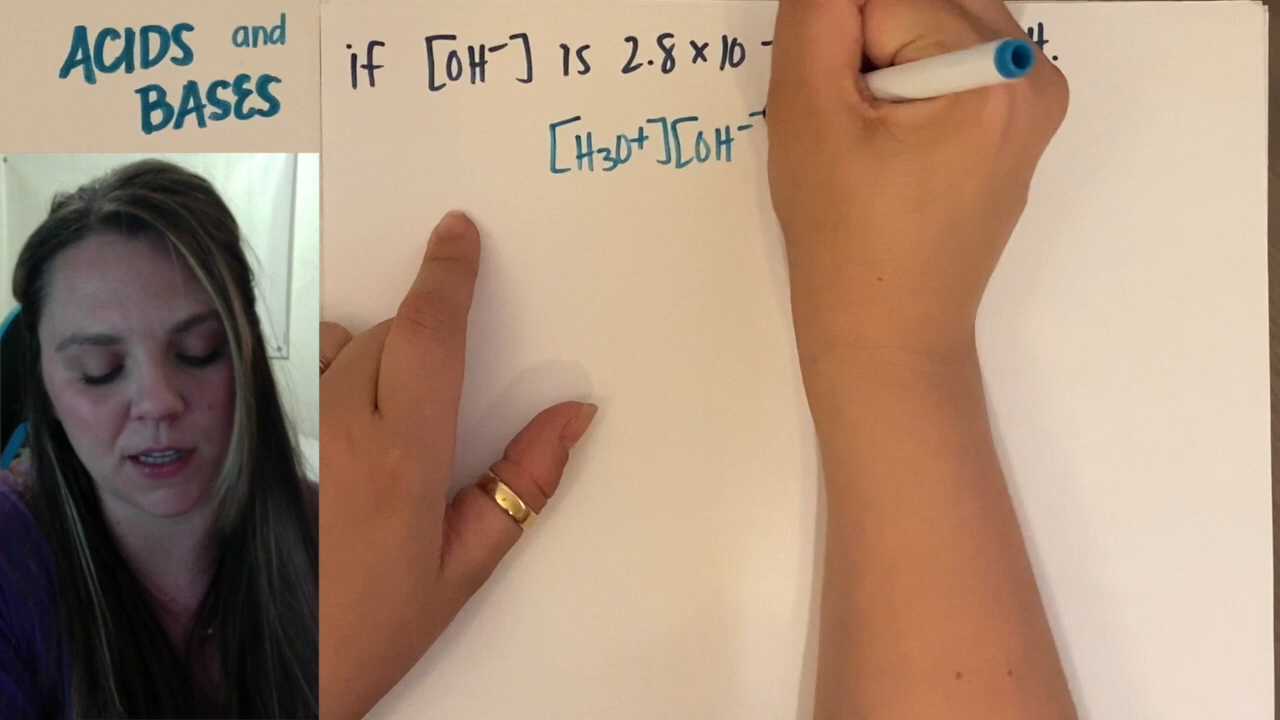 ACIDS and
BASES
if [OH⁻] is 2.8 × 10⁻
[H3O+][OH⁻